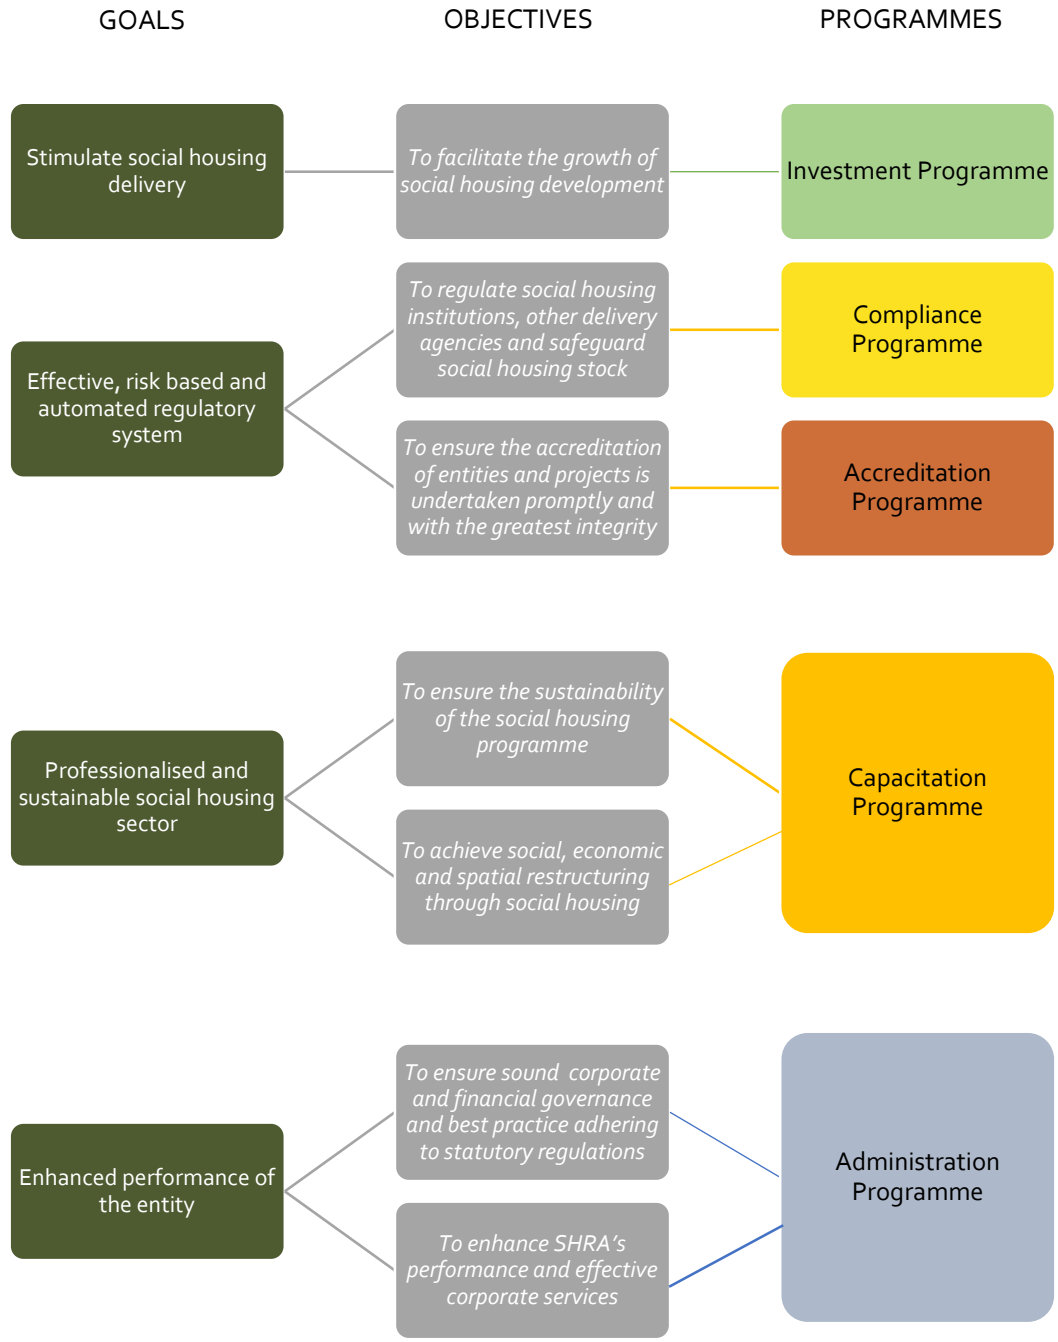 GOALS
OBJECTIVES
PROGRAMMES
Stimulate social housing
delivery
To facilitate the growth of
social housing development
Investment Programme
Effective, risk based and
automated regulatory
system
To regulate social housing
institutions, other delivery
agencies and safeguard
social housing stock
Compliance
Programme
To ensure the accreditation
of entities and projects is
undertaken promptly and
with the greatest integrity
Accreditation
Programme
Professionalised and
sustainable social housing
sector
To ensure the sustainability
of the social housing
programme
To achieve social, economic
and spatial restructuring
through social housing
Capacitation
Programme
Enhanced performance of
the entity
To ensure sound corporate
and financial governance
and best practice adhering
to statutory regulations
To enhance SHRA's
performance and effective
corporate services
Administration
Programme